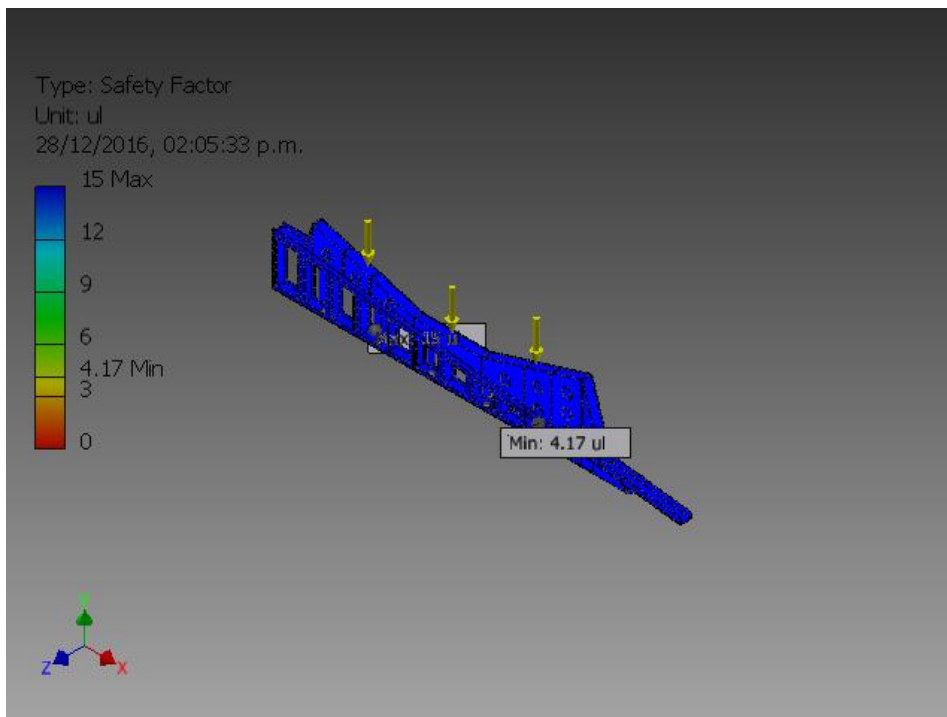 Type: Safety Factor
Unit: ul
28/12/2016, 02:05:33 p.m.
15 Max
12
9
6
4.17 Min
3
0
Min: 4.17 ul
Y
Z
X